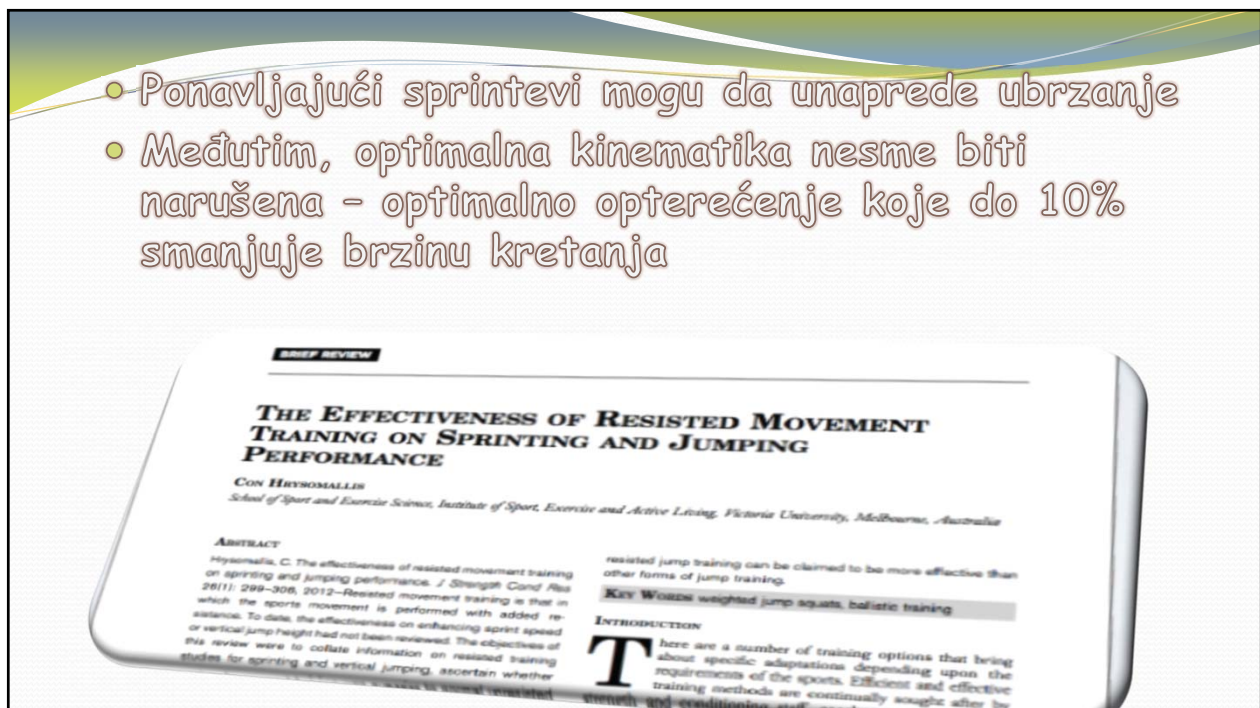 Ponavljajući sprintevi mogu da unaprede ubrzanje
Međutim, optimalna kinematika nesme biti
narušena – optimalno opterećenje koje do 10%
smanjuje brzinu kretanja
BRIEF REVIEW
THE EFFECTIVENESS OF RESISTED MOVEMENT
TRAINING ON SPRINTING AND JUMPING
PERFORMANCE
CON HRYSOMALLIS
School of Sport and Exercise Science, Institute of Sport, Exercise and Active Living, Victoria University, Melbourne, Australia
ABSTRACT
Hrysomallis, C. The effectiveness of resisted movement training
on sprinting and jumping performance. J Strength Cond Res
26(1): 299–306, 2012—Resisted movement training is that in
which the sports movement is performed with added re-
sistance. To date, the effectiveness on enhancing sprint speed
or vertical jump height had not been reviewed. The objectives of
this review were to collate information on resisted training
studies for sprinting and vertical jumping, ascertain whether
resisted jump training can be claimed to be more effective than
other forms of jump training.
KEY WORDS weighted jump squats, ballistic training
INTRODUCTION
There are a number of training options that bring
about specific adaptations depending upon the
requirements of the sports. Efficient and effective
training methods are continually sought after by
strength and conditioning